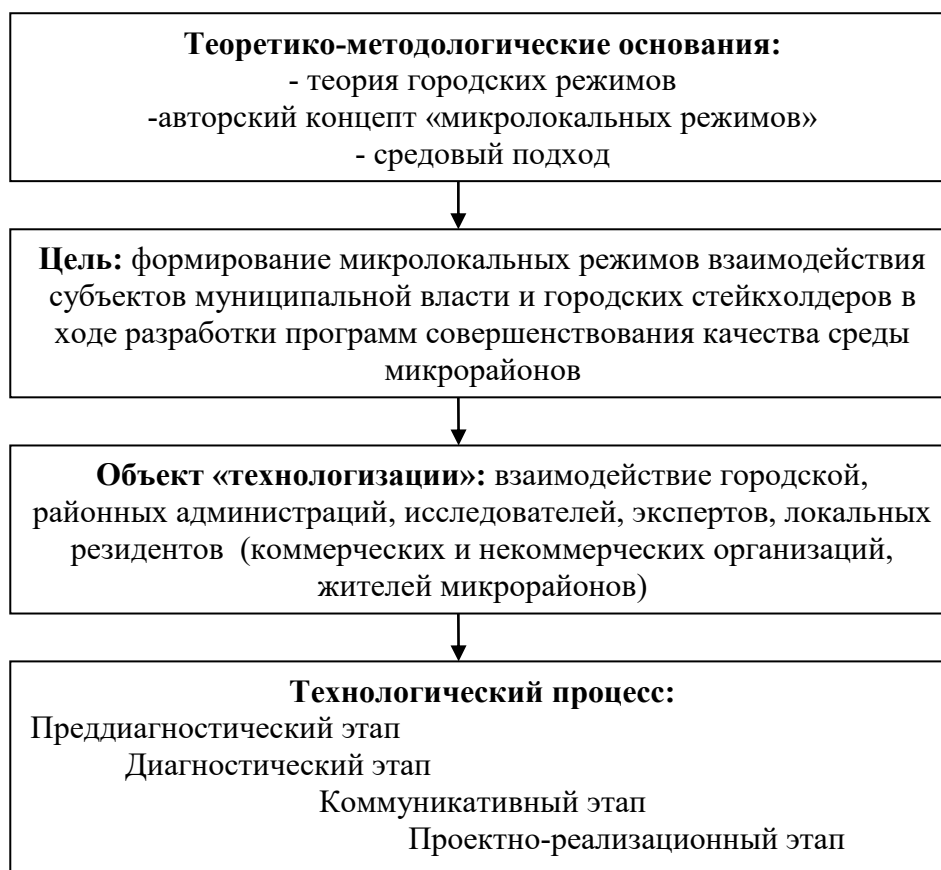 Теоретико-методологические основания:
- теория городских режимов
-авторский концепт «микролокальных режимов»
- средовый подход
Цель: формирование микролокальных режимов взаимодействия
субъектов муниципальной власти и городских стейкхолдеров в
ходе разработки программ совершенствования качества среды
микрорайонов
Объект «технологизации»: взаимодействие городской,
районных администраций, исследователей, экспертов, локальных
резидентов (коммерческих и некоммерческих организаций,
жителей микрорайонов)
Технологический процесс:
Преддиагностический этап
Диагностический этап
Коммуникативный этап
Проектно-реализационный этап